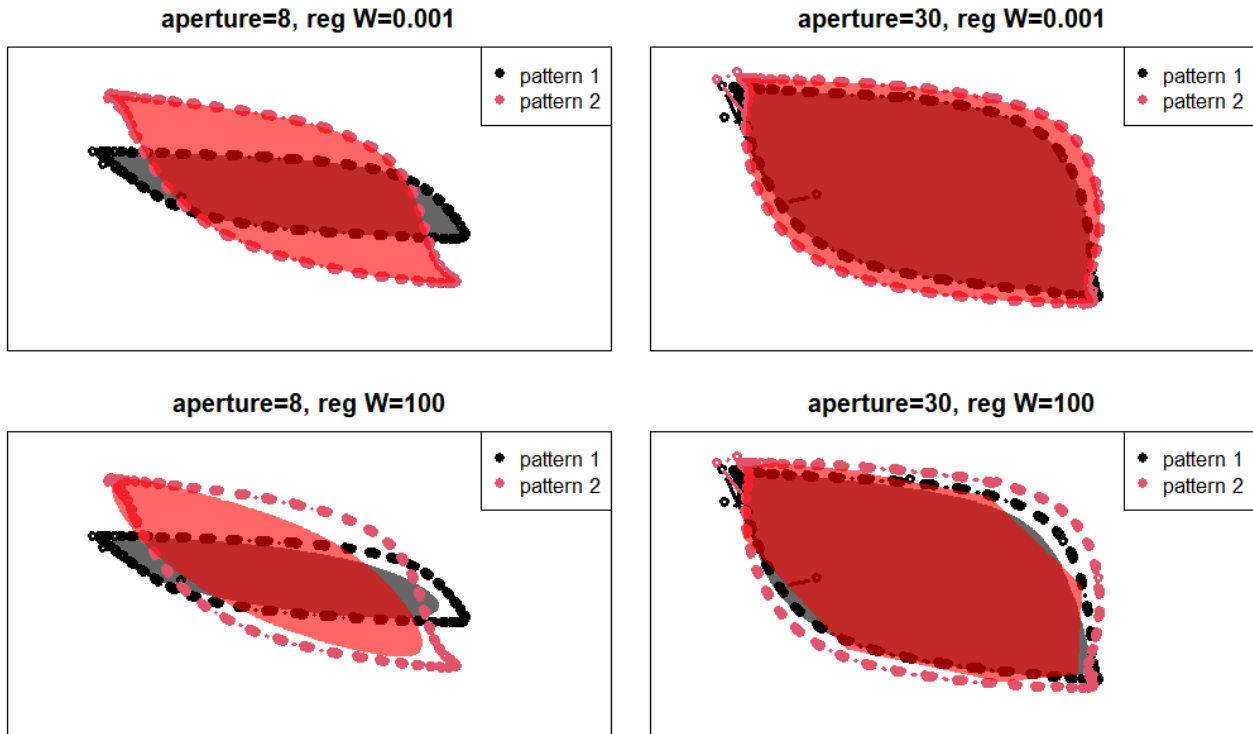 aperture=8, reg W=0.001
pattern 1
pattern 2
aperture=30, reg W=0.001
pattern 1
pattern 2
aperture=8, reg W=100
pattern 1
pattern 2
aperture=30, reg W=100
pattern 1
pattern 2